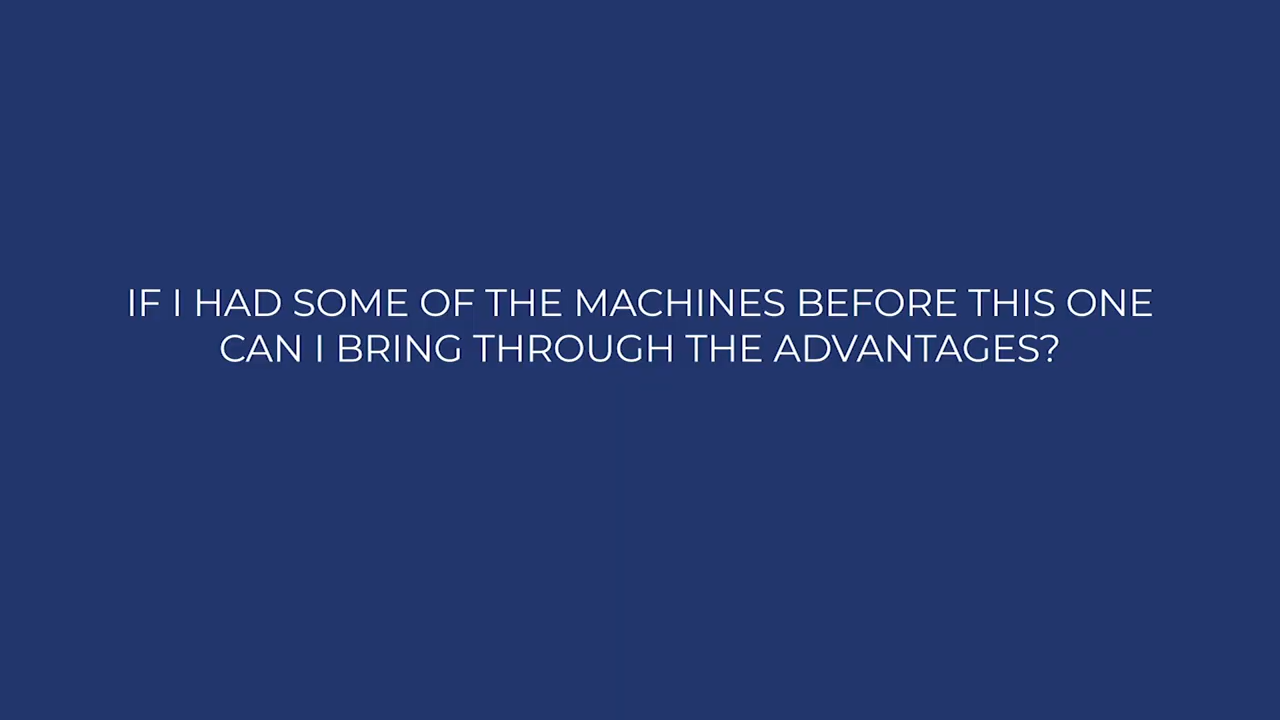 IF I HAD SOME OF THE MACHINES BEFORE THIS ONE
CAN I BRING THROUGH THE ADVANTAGES?